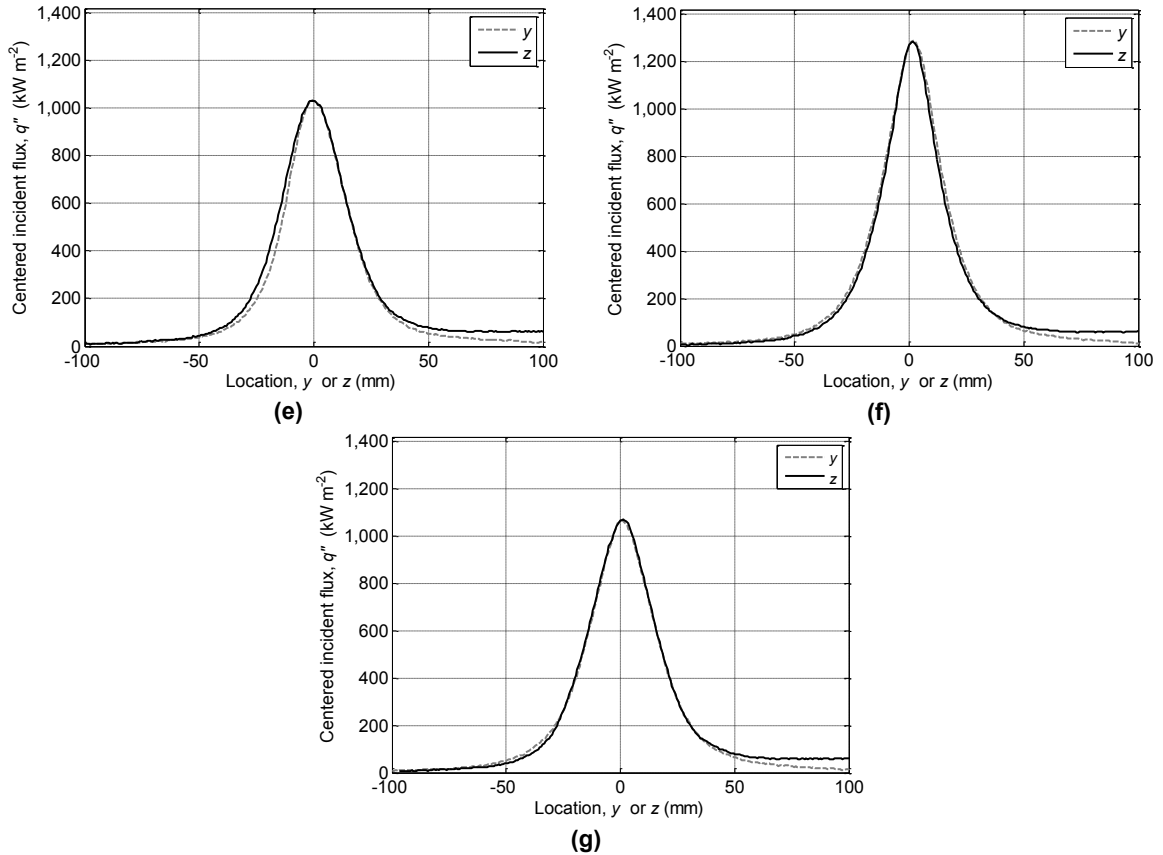 1,400
1,200
1,000
800
600
400
200
0
Centered incident flux, q" (kW m-2)
y
z
-100 -50 0 50 100
Location, y or z (mm)
(e)
1,400
1,200
1,000
800
600
400
200
0
Centered incident flux, q" (kW m-2)
y
z
-100 -50 0 50 100
Location, y or z (mm)
(f)
1,400
1,200
1,000
800
600
400
200
0
Centered incident flux, q" (kW m-2)
y
z
-100 -50 0 50 100
Location, y or z (mm)
(g)